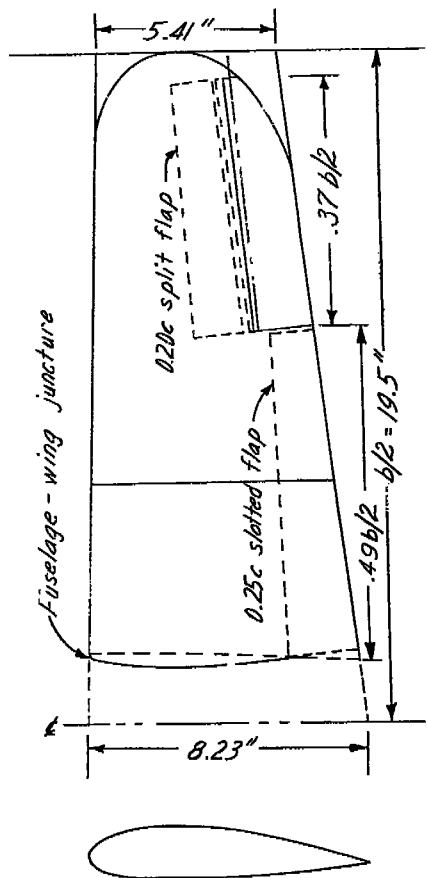 5.41"
0.20c split flap
.37 b/2
Fuselage-wing juncture
0.25c slotted flap
.49 b/2
b/2 = 19.5"
℄
8.23"